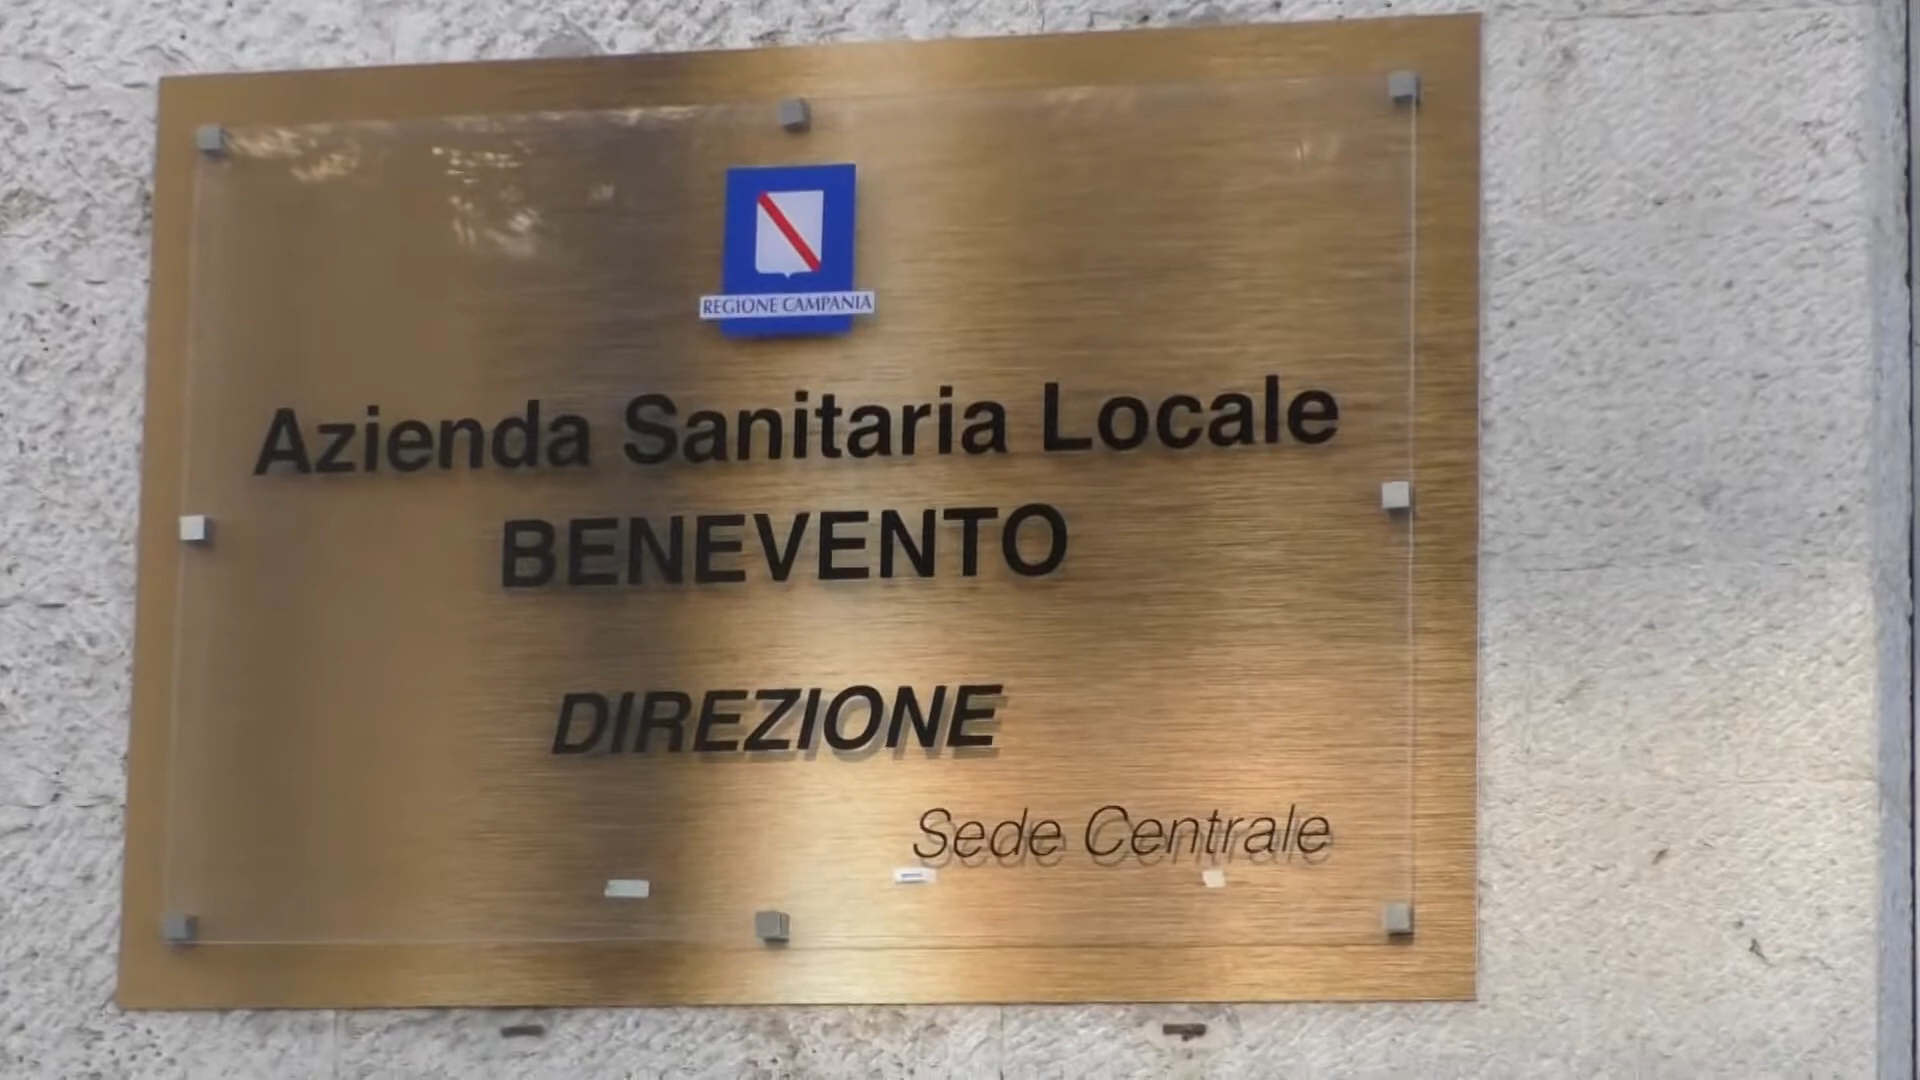 REGIONE CAMPANIA
Azienda Sanitaria Locale
BENEVENTO
DIREZIONE
Sede Centrale